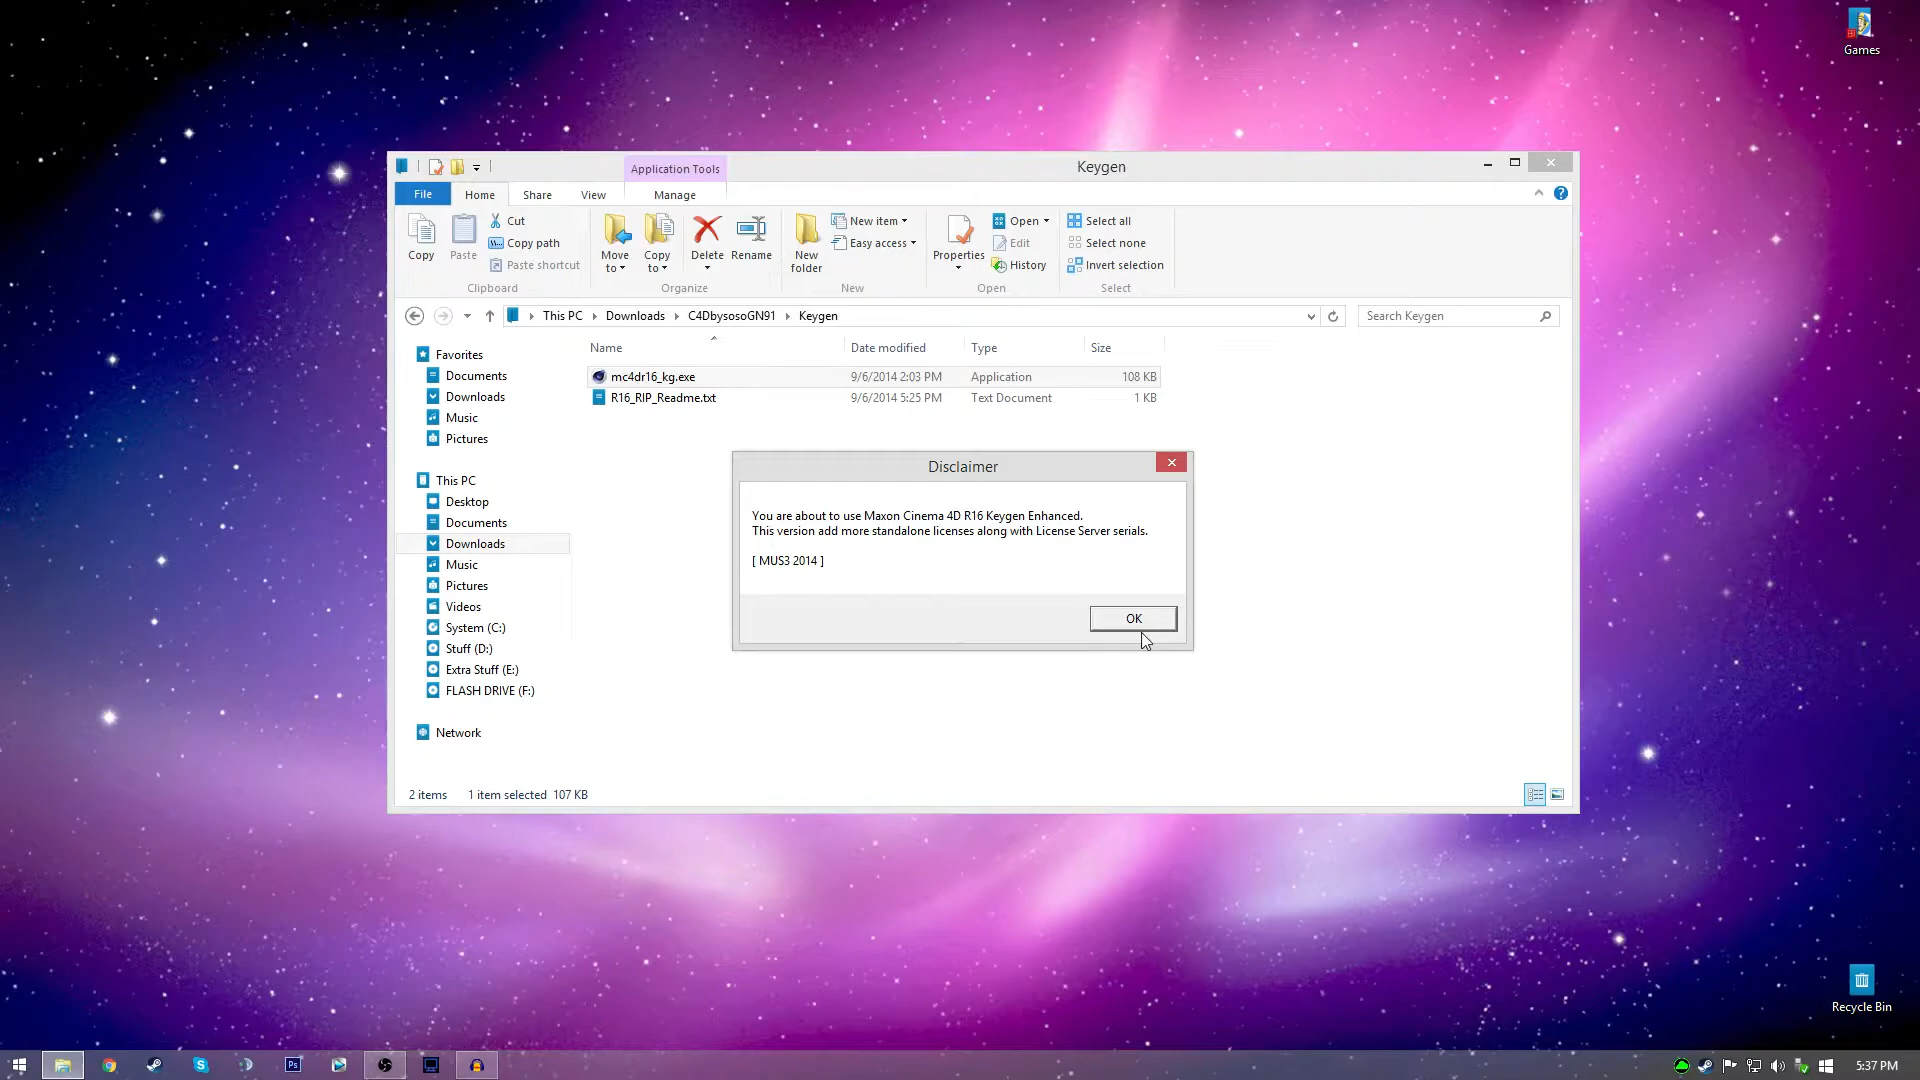 Games
Application Tools
Keygen
File
Home
Share
View
Manage
Copy
Paste
Cut
Copy path
Paste shortcut
Clipboard
Move to
Copy to
Delete
Rename
Organize
New folder
New item
Easy access
New
Properties
Open
Edit
History
Open
Select all
Select none
Invert selection
Select
This PC
Downloads
C4DbysosoGN91
Keygen
Search Keygen
Name
Date modified
Type
Size
mc4dr16_kg.exe 9/6/2014 2:03 PM Application 108 KB
R16_RIP_Readme.txt 9/6/2014 5:25 PM Text Document 1 KB
Favorites
Documents
Downloads
Music
Pictures
This PC
Desktop
Documents
Downloads
Music
Pictures
Videos
System (C:)
Stuff (D:)
Extra Stuff (E:)
FLASH DRIVE (F:)
Network
Disclaimer
You are about to use Maxon Cinema 4D R16 Keygen Enhanced.
This version add more standalone licenses along with License Server serials.
[ MUS3 2014 ]
OK
2 items
1 item selected 107 KB
Recycle Bin
Ps
5:37 PM